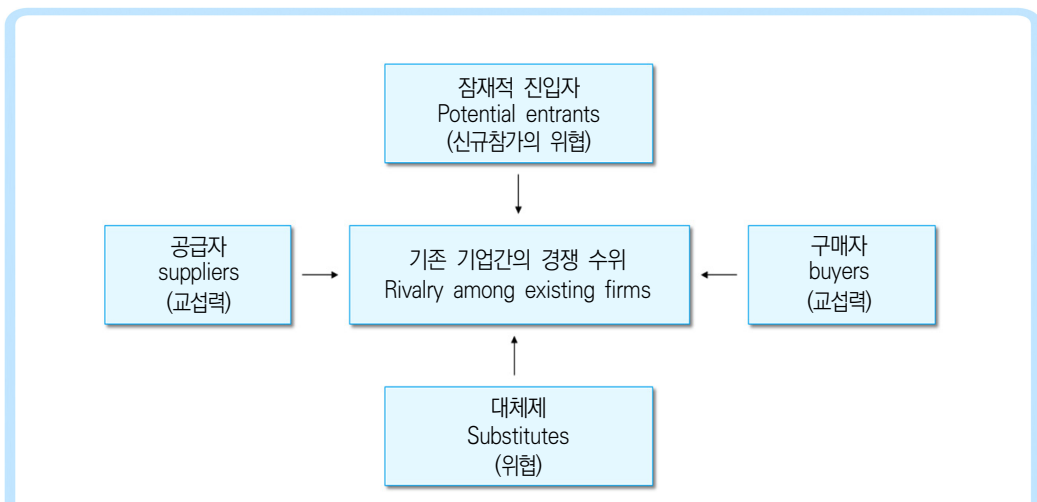 잠재적 진입자
Potential entrants
(신규참가의 위협)
공급자
suppliers
(교섭력)
기존 기업간의 경쟁 수위
Rivalry among existing firms
구매자
buyers
(교섭력)
대체제
Substitutes
(위협)